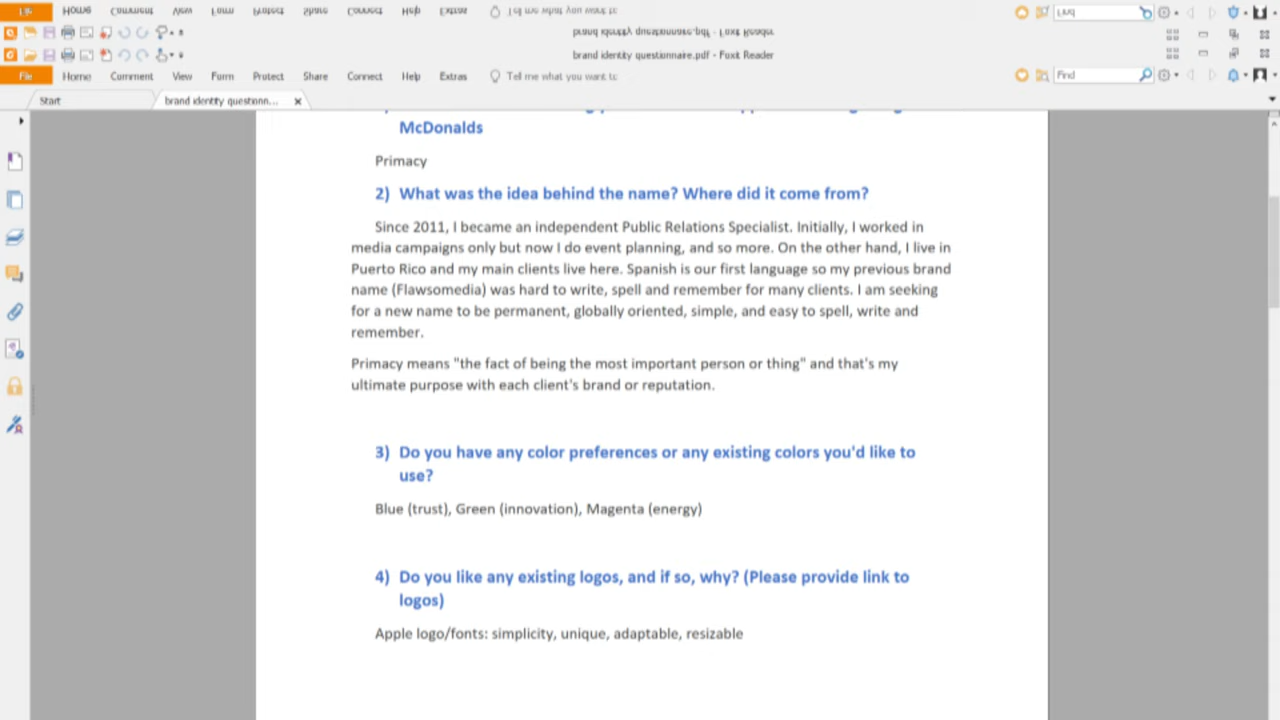 brand identity questionnaire.pdf - Foxit Reader
File Home Comment View Form Protect Share Connect Help Extras Tell me what you want to Find
Start brand identity questionn...
McDonalds
Primacy
2) What was the idea behind the name? Where did it come from?
Since 2011, I became an independent Public Relations Specialist. Initially, I worked in
media campaigns only but now I do event planning, and so more. On the other hand, I live in
Puerto Rico and my main clients live here. Spanish is our first language so my previous brand
name (Flawsomedia) was hard to write, spell and remember for many clients. I am seeking
for a new name to be permanent, globally oriented, simple, and easy to spell, write and
remember.
Primacy means "the fact of being the most important person or thing" and that's my
ultimate purpose with each client's brand or reputation.
3) Do you have any color preferences or any existing colors you'd like to
use?
Blue (trust), Green (innovation), Magenta (energy)
4) Do you like any existing logos, and if so, why? (Please provide link to
logos)
Apple logo/fonts: simplicity, unique, adaptable, resizable